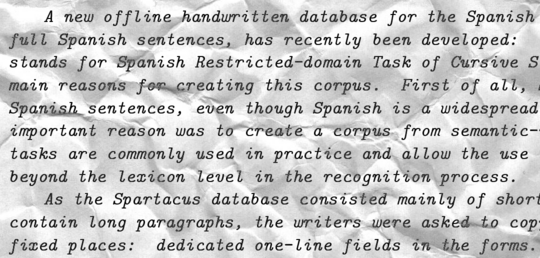 A new offline handwritten database for the Spanish
full Spanish sentences, has recently been developed:
stands for Spanish Restricted-domain Task of Cursive S
main reasons for creating this corpus. First of all,
Spanish sentences, even though Spanish is a widespread
important reason was to create a corpus from semantic-
tasks are commonly used in practice and allow the use
beyond the lexicon level in the recognition process.
As the Spartacus database consisted mainly of short
contain long paragraphs, the writers were asked to cop
fixed places: dedicated one-line fields in the forms.